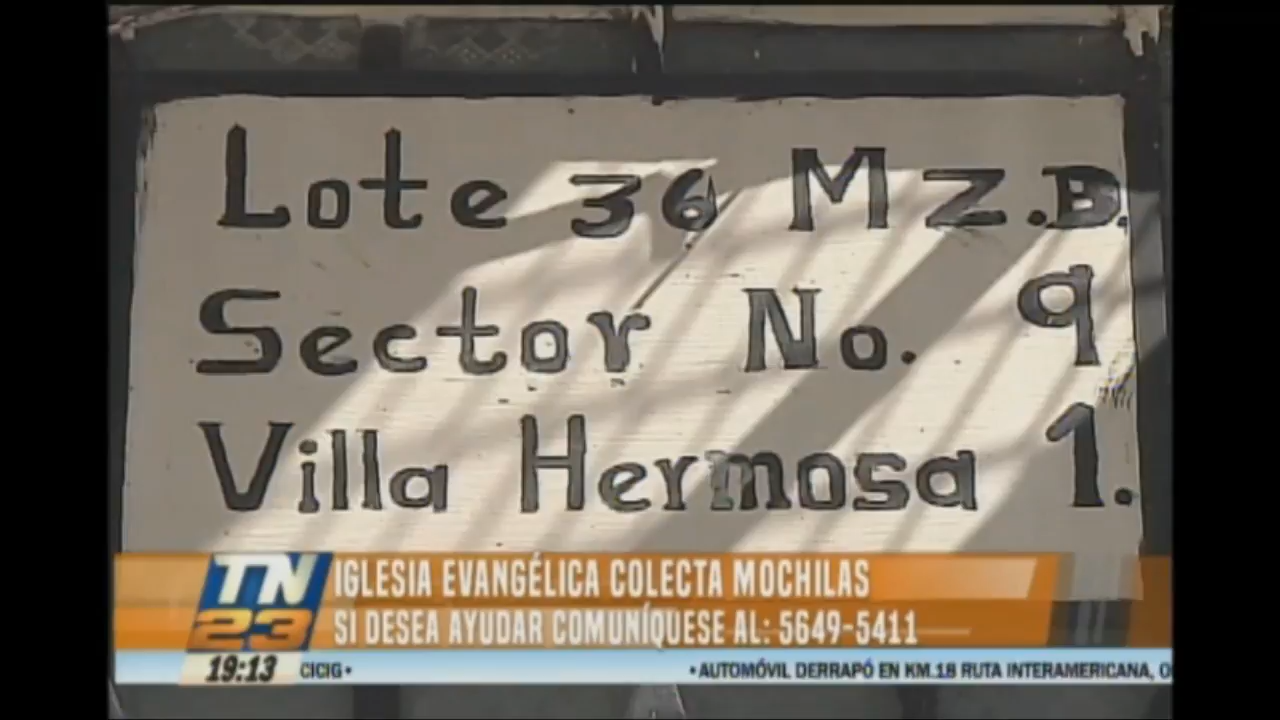 Lote 36 Mz.B.
Sector No. 9
Villa Hermosa 1.
TN
23
IGLESIA EVANGÉLICA COLECTA MOCHILAS
SI DESEA AYUDAR COMUNÍQUESE AL: 5649-5411
19:13 CICIG • • AUTOMÓVIL DERRAPÓ EN KM.18 RUTA INTERAMERICANA, O